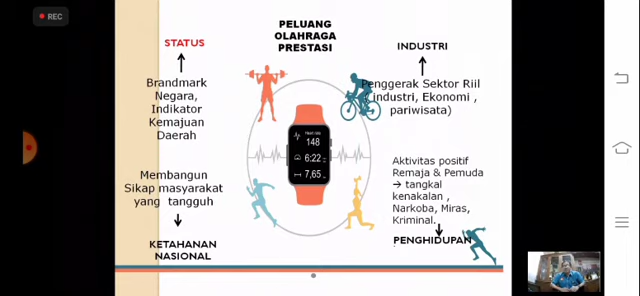 REC
PELUANG
OLAHRAGA
PRESTASI
STATUS
INDUSTRI
Brandmark
Negara,
Indikator
Kemajuan
Daerah
Penggerak Sektor Riil
( industri, Ekonomi ,
pariwisata)
Heart rate
148
6:22
7,65
Membangun
Sikap masyarakat
yang tangguh
Aktivitas positif
Remaja & Pemuda
→ tangkal
kenakalan ,
Narkoba, Miras,
Kriminal.
KETAHANAN
NASIONAL
PENGHIDUPAN
.